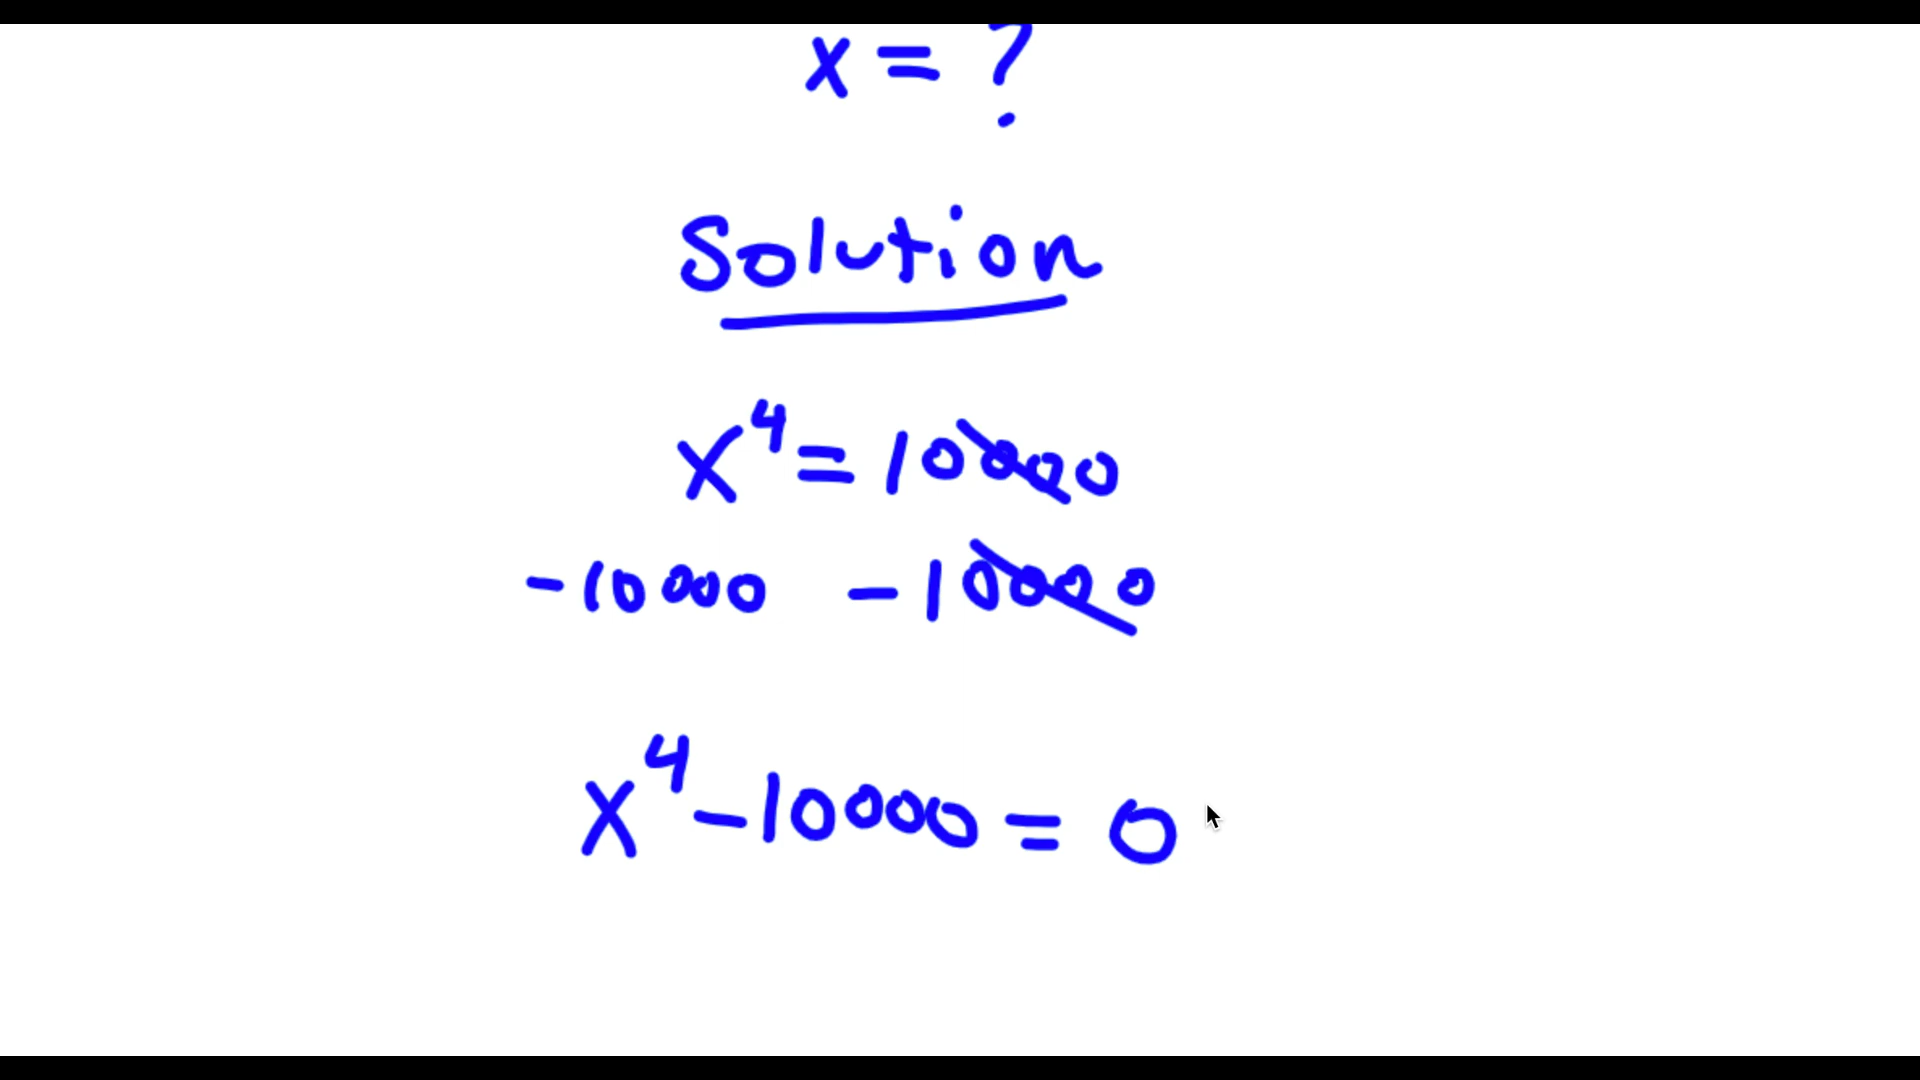 x = ?
Solution
x⁴ = 10000
-10000 -10000
x⁴ - 10000 = 0